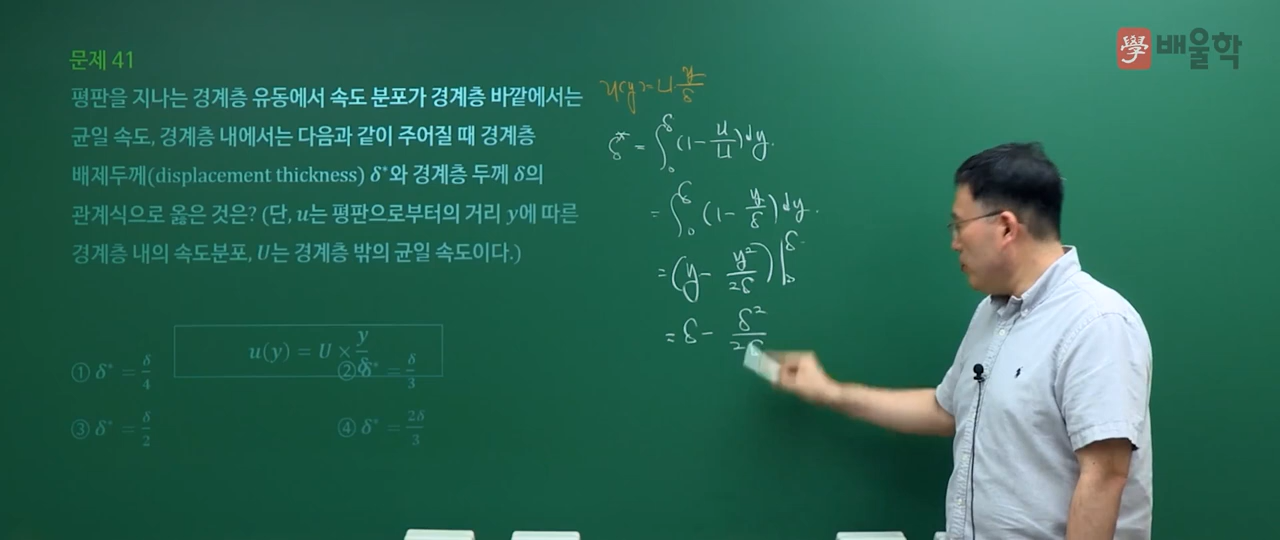 學 배울학
문제 41
평판을 지나는 경계층 유동에서 속도 분포가 경계층 바깥에서는
균일 속도, 경계층 내에서는 다음과 같이 주어질 때 경계층
배제두께(displacement thickness) δ*와 경계층 두께 δ의
관계식으로 옳은 것은? (단, u는 평판으로부터의 거리 y에 따른
경계층 내의 속도분포, U는 경계층 밖의 균일 속도이다.)
u(y) = U × y/δ
① δ* = δ/4 ② δ* = δ/3
③ δ* = δ/2 ④ δ* = 2δ/3
u(y)=U y/δ
δ* = ∫₀^δ (1 - u/U) dy.
= ∫₀^δ (1 - y/δ) dy.
= (y - y²/2δ)|₀^δ
= δ - δ²/2δ